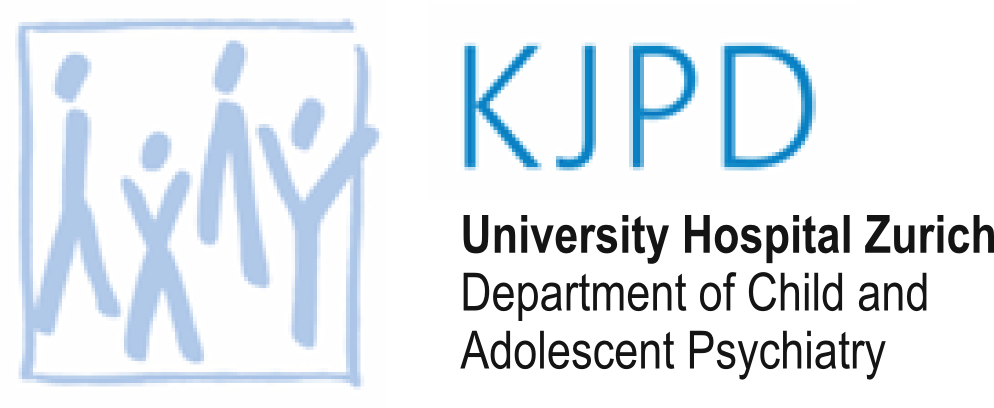 KJPD
University Hospital Zurich
Department of Child and
Adolescent Psychiatry